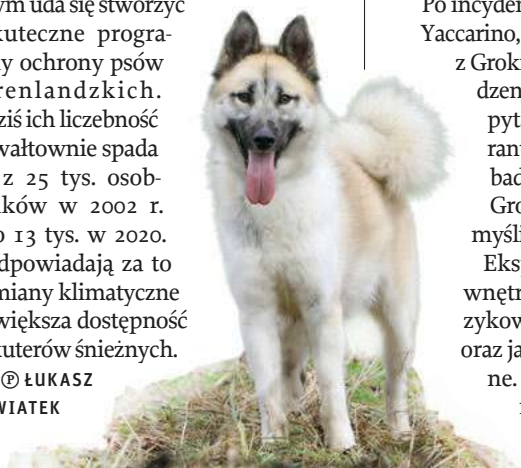 ym uda się stworzyć
kuteczne progra-
y ochrony psów
renlandzkich.
ziś ich liczebność
wałtownie spada
z 25 tys. osob-
ków w 2002 r.
o 13 tys. w 2020.
dpowiadają za to
miany klimatyczne
większa dostępność
kuterów śnieżnych.
Ⓟ ŁUKASZ
WIATEK
Po incyden
Yaccarino,
z Groki
dzen
pyt
ran
bad
Gro
myśli
Eks
wnętr
zykow
oraz ja
ne.